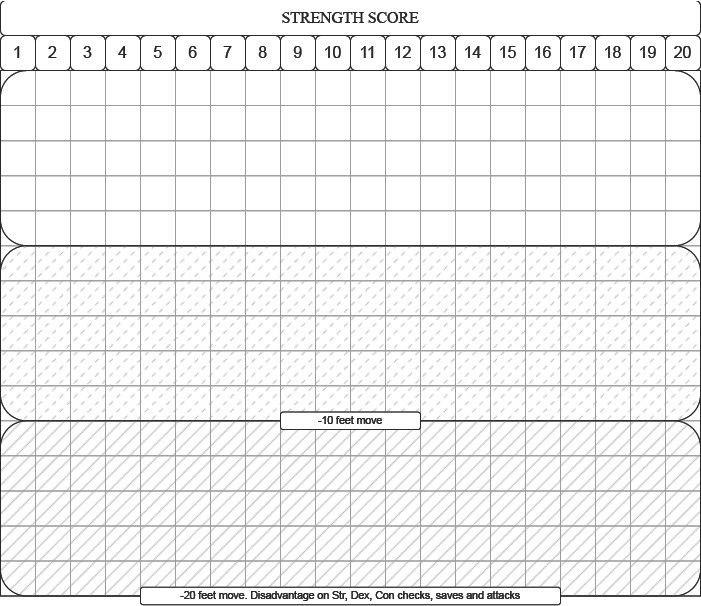 STRENGTH SCORE
1 2 3 4 5 6 7 8 9 10 11 12 13 14 15 16 17 18 19 20
-10 feet move
-20 feet move. Disadvantage on Str, Dex, Con checks, saves and attacks